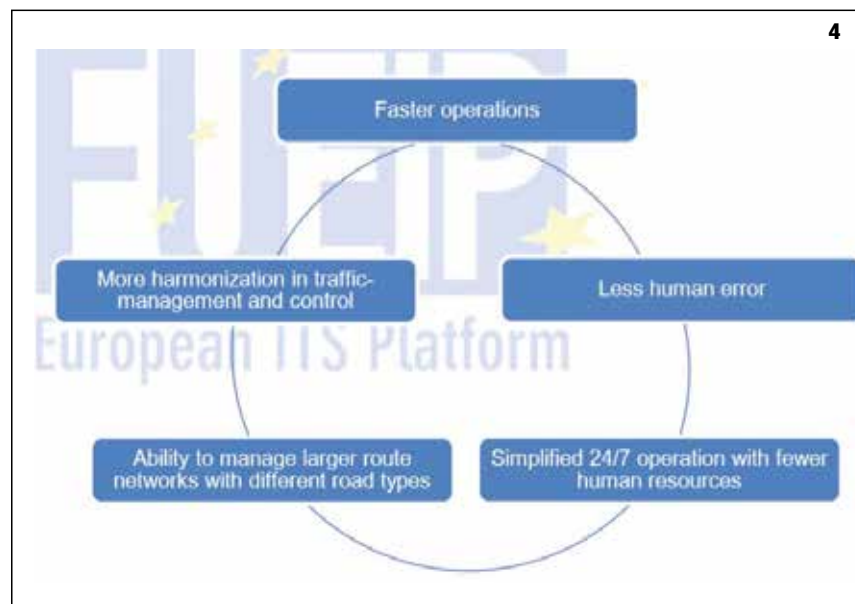 4
Faster operations
More harmonization in traffic-
management and control
Less human error
European ITS Platform
Ability to manage larger route
networks with different road types
Simplified 24/7 operation with fewer
human resources